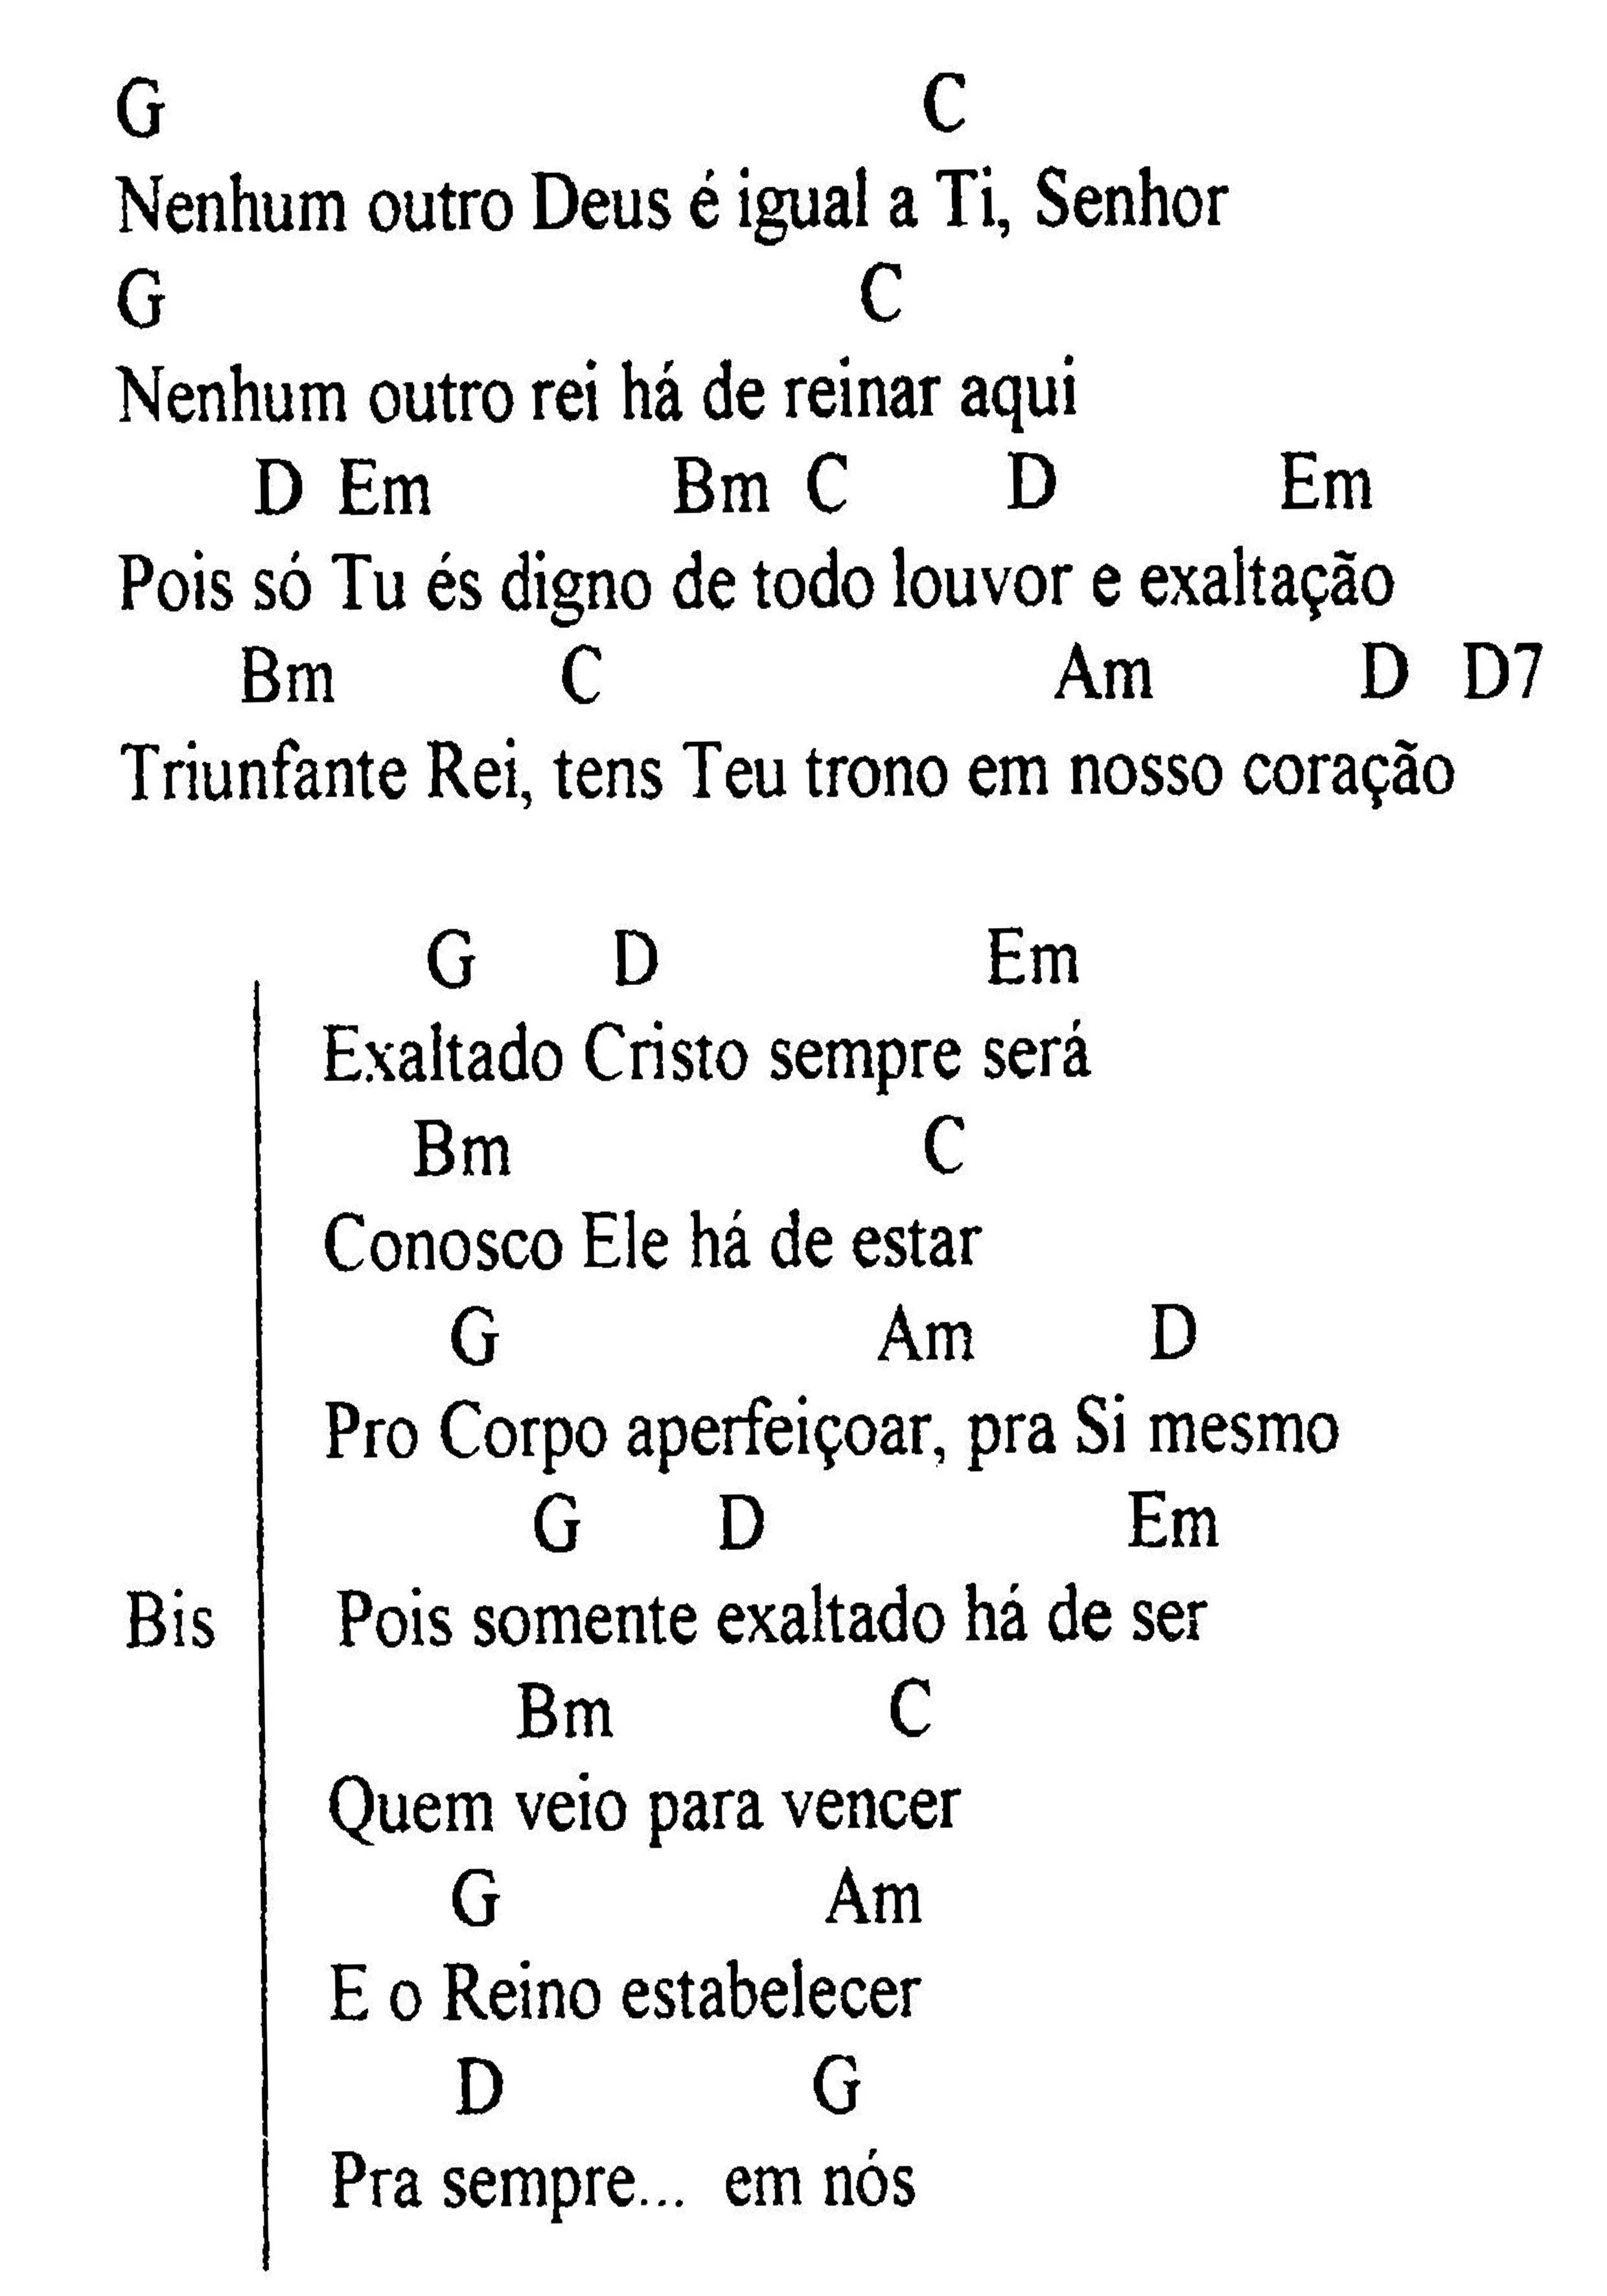 G C
Nenhum outro Deus é igual a Ti, Senhor
G C
Nenhum outro rei há de reinar aqui
D Em Bm C D Em
Pois só Tu és digno de todo louvor e exaltação
Bm C Am D D7
Triunfante Rei, tens Teu trono em nosso coração
G D Em
Exaltado Cristo sempre será
Bm C
Conosco Ele há de estar
G Am D
Pro Corpo aperfeiçoar, pra Si mesmo
G D Em
Bis Pois somente exaltado há de ser
Bm C
Quem veio para vencer
G Am
E o Reino estabelecer
D G
Pra sempre... em nós